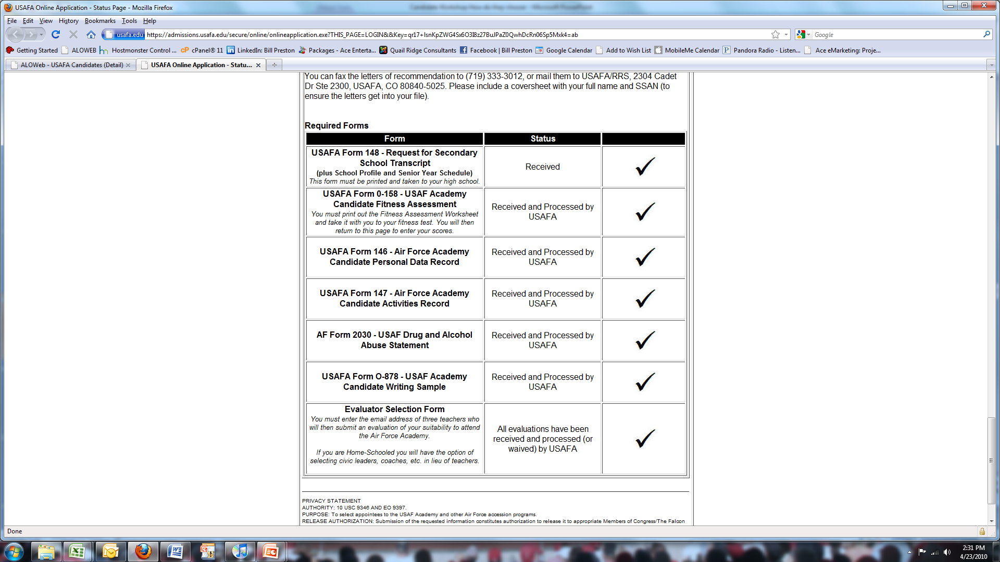 USAFA Online Application - Status Page - Mozilla Firefox
File Edit View History Bookmarks Tools Help
usafa.edu https://admissions.usafa.edu/secure/online/onlineapplication.exe?THIS_PAGE=LOGIN&&Key=qr17+IsnKpZWG4Sx6O3I8z27BuJPaZ0QwhDcRn06Sp5Mxk4=ab Google
Getting Started ALOWEB Hostmonster Control ... cPanel® 11 LinkedIn: Bill Preston Packages - Ace Enterta... Quail Ridge Consultants Facebook | Bill Preston Google Calendar Add to Wish List MobileMe Calendar Pandora Radio - Listen... Ace eMarketing: Proje...
ALOWeb - USAFA Candidates (Detail) USAFA Online Application - Statu...
You can fax the letters of recommendation to (719) 333-3012, or mail them to USAFA/RRS, 2304 Cadet
Dr Ste 2300, USAFA, CO 80840-5025. Please include a coversheet with your full name and SSAN (to
ensure the letters get into your file).
Required Forms
Form Status
USAFA Form 148 - Request for Secondary
School Transcript
(plus School Profile and Senior Year Schedule)
This form must be printed and taken to your high school.
Received
USAFA Form 0-158 - USAF Academy
Candidate Fitness Assessment
You must print out the Fitness Assessment Worksheet
and take it with you to your fitness test. You will then
return to this page to enter your scores.
Received and Processed by
USAFA
USAFA Form 146 - Air Force Academy
Candidate Personal Data Record
Received and Processed by
USAFA
USAFA Form 147 - Air Force Academy
Candidate Activities Record
Received and Processed by
USAFA
AF Form 2030 - USAF Drug and Alcohol
Abuse Statement
Received and Processed by
USAFA
USAFA Form O-878 - USAF Academy
Candidate Writing Sample
Received and Processed by
USAFA
Evaluator Selection Form
You must enter the email address of three teachers who
will then submit an evaluation of your suitability to attend
the Air Force Academy.
If you are Home-Schooled you will have the option of
selecting civic leaders, coaches, etc. in lieu of teachers.
All evaluations have been
received and processed (or
waived) by USAFA
PRIVACY STATEMENT
AUTHORITY: 10 USC 9346 AND EO 9397.
PURPOSE: To select appointees to the USAF Academy and other Air Force accession programs.
RELEASE AUTHORIZATION: Submission of the requested information constitutes authorization to release it to appropriate Members of Congress/The Falcon
Done
2:31 PM
4/23/2010